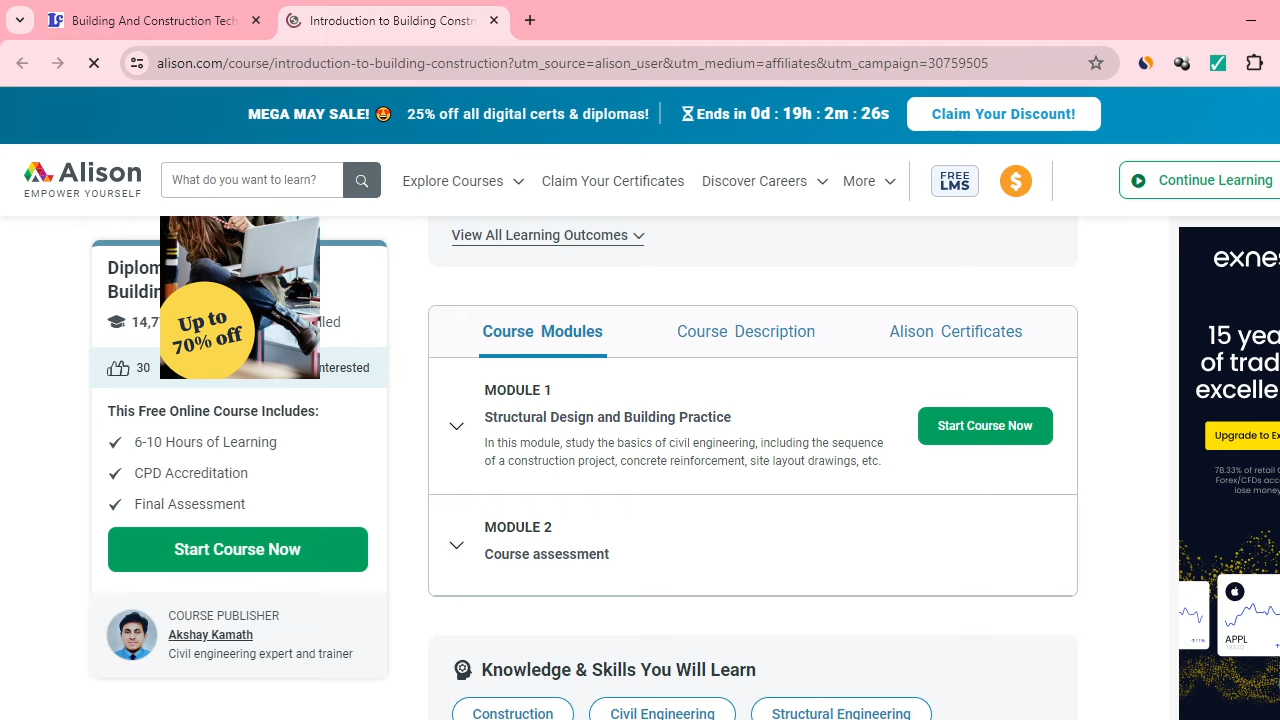 Building And Construction Tech
Introduction to Building Constr
alison.com/course/introduction-to-building-construction?utm_source=alison_user&utm_medium=affiliates&utm_campaign=30759505
MEGA MAY SALE! 🤩 25% off all digital certs & diplomas!
Ends in 0d : 19h : 2m : 26s
Claim Your Discount!
Alison
EMPOWER YOURSELF
What do you want to learn?
Explore Courses
Claim Your Certificates
Discover Careers
More
FREE
LMS
$
Continue Learning
Up to
70% off
14,7
30
This Free Online Course Includes:
6-10 Hours of Learning
CPD Accreditation
Final Assessment
Start Course Now
COURSE PUBLISHER
Akshay Kamath
Civil engineering expert and trainer
View All Learning Outcomes
Course Modules
Course Description
Alison Certificates
MODULE 1
Structural Design and Building Practice
In this module, study the basics of civil engineering, including the sequence
of a construction project, concrete reinforcement, site layout drawings, etc.
Start Course Now
MODULE 2
Course assessment
Knowledge & Skills You Will Learn
Construction
Civil Engineering
Structural Engineering
exnes
15 yea
of trad
excelle
Upgrade to Ex
78.33% of retail
Forex/CFDs acc
lose money
APPL